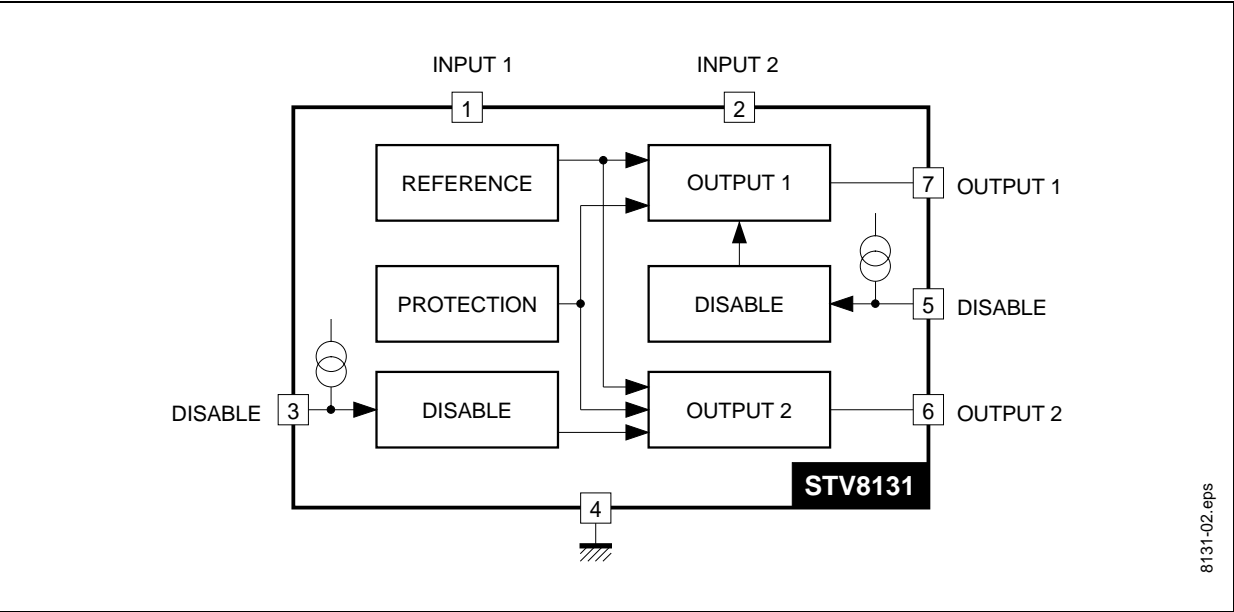 INPUT 1 INPUT 2
1 2
REFERENCE OUTPUT 1 7 OUTPUT 1
PROTECTION DISABLE 5 DISABLE
DISABLE 3 DISABLE OUTPUT 2 6 OUTPUT 2
STV8131
4
8131-02.eps